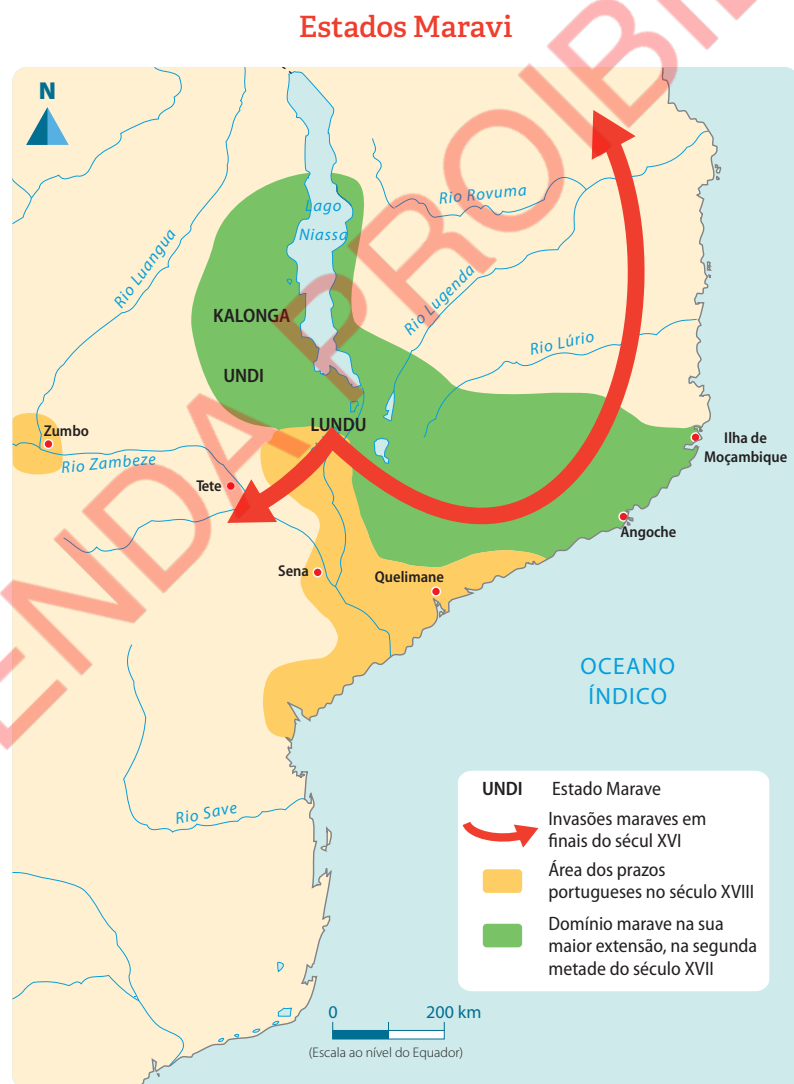 Estados Maravi
N
Lago
Niassa
Rio Rovuma
Rio Luangua
Rio Lugenda
KALONGA
Rio Lúrio
UNDI
LUNDU
Zumbo
Ilha de
Moçambique
Rio Zambeze
Tete
Angoche
Sena
Quelimane
OCEANO
ÍNDICO
Rio Save
UNDI Estado Marave
Invasões maraves em
finais do sécul XVI
Área dos prazos
portugueses no século XVIII
Domínio marave na sua
maior extensão, na segunda
metade do século XVII
0 200 km
(Escala ao nível do Equador)
ENDA PROIBI